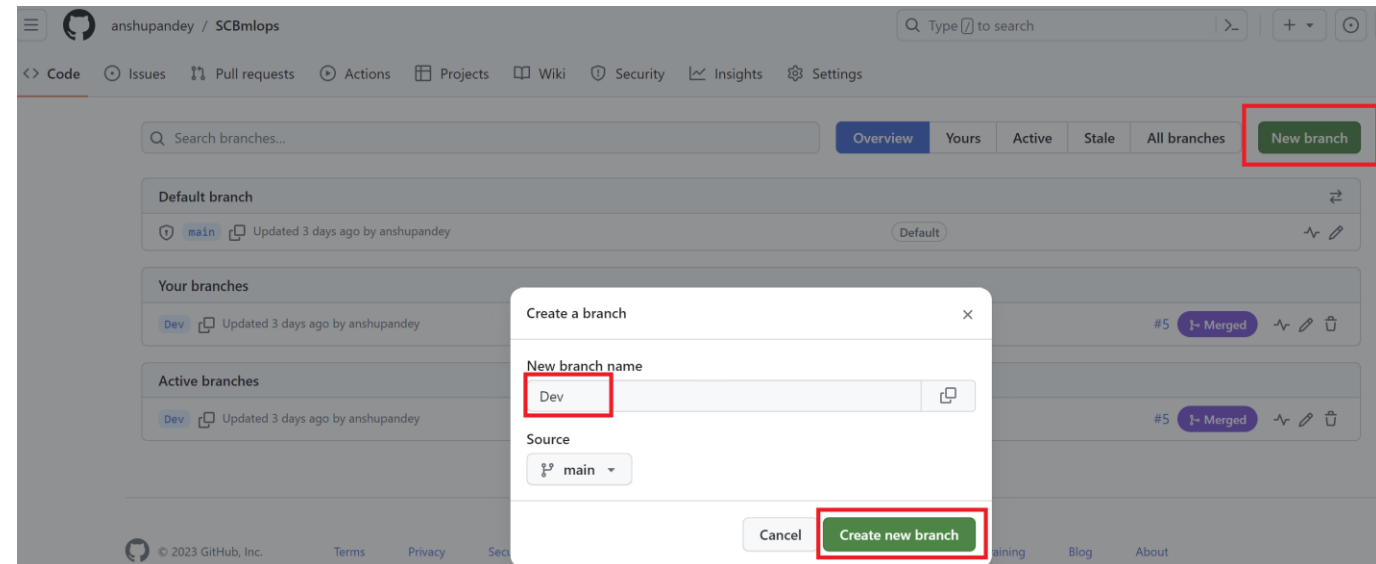 anshupandey / SCBmlops
Type / to search
Code Issues Pull requests Actions Projects Wiki Security Insights Settings
Search branches...
Overview Yours Active Stale All branches New branch
Default branch
main Updated 3 days ago by anshupandey Default
Your branches
Dev Updated 3 days ago by anshupandey #5 Merged
Active branches
Dev Updated 3 days ago by anshupandey #5 Merged
Create a branch
New branch name
Dev
Source
main
Cancel Create new branch
© 2023 GitHub, Inc. Terms Privacy Blog About